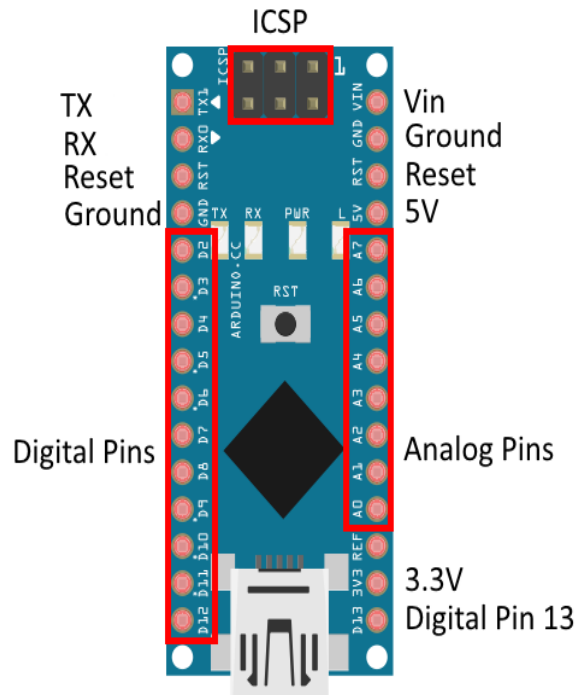 ICSP
ICSP
1
TX
TX1
VIN
Vin
RX
RX0
GND
Ground
Reset
RST
RST
Reset
Ground
GND
5V
5V
TX RX PWR L
ARDUINO.CC
RST
D2
D3
D4
D5
D6
D7
D8
D9
D10
D11
D12
Digital Pins
A7
A6
A5
A4
A3
A2
A1
A0
Analog Pins
REF
3V3
3.3V
D13
Digital Pin 13